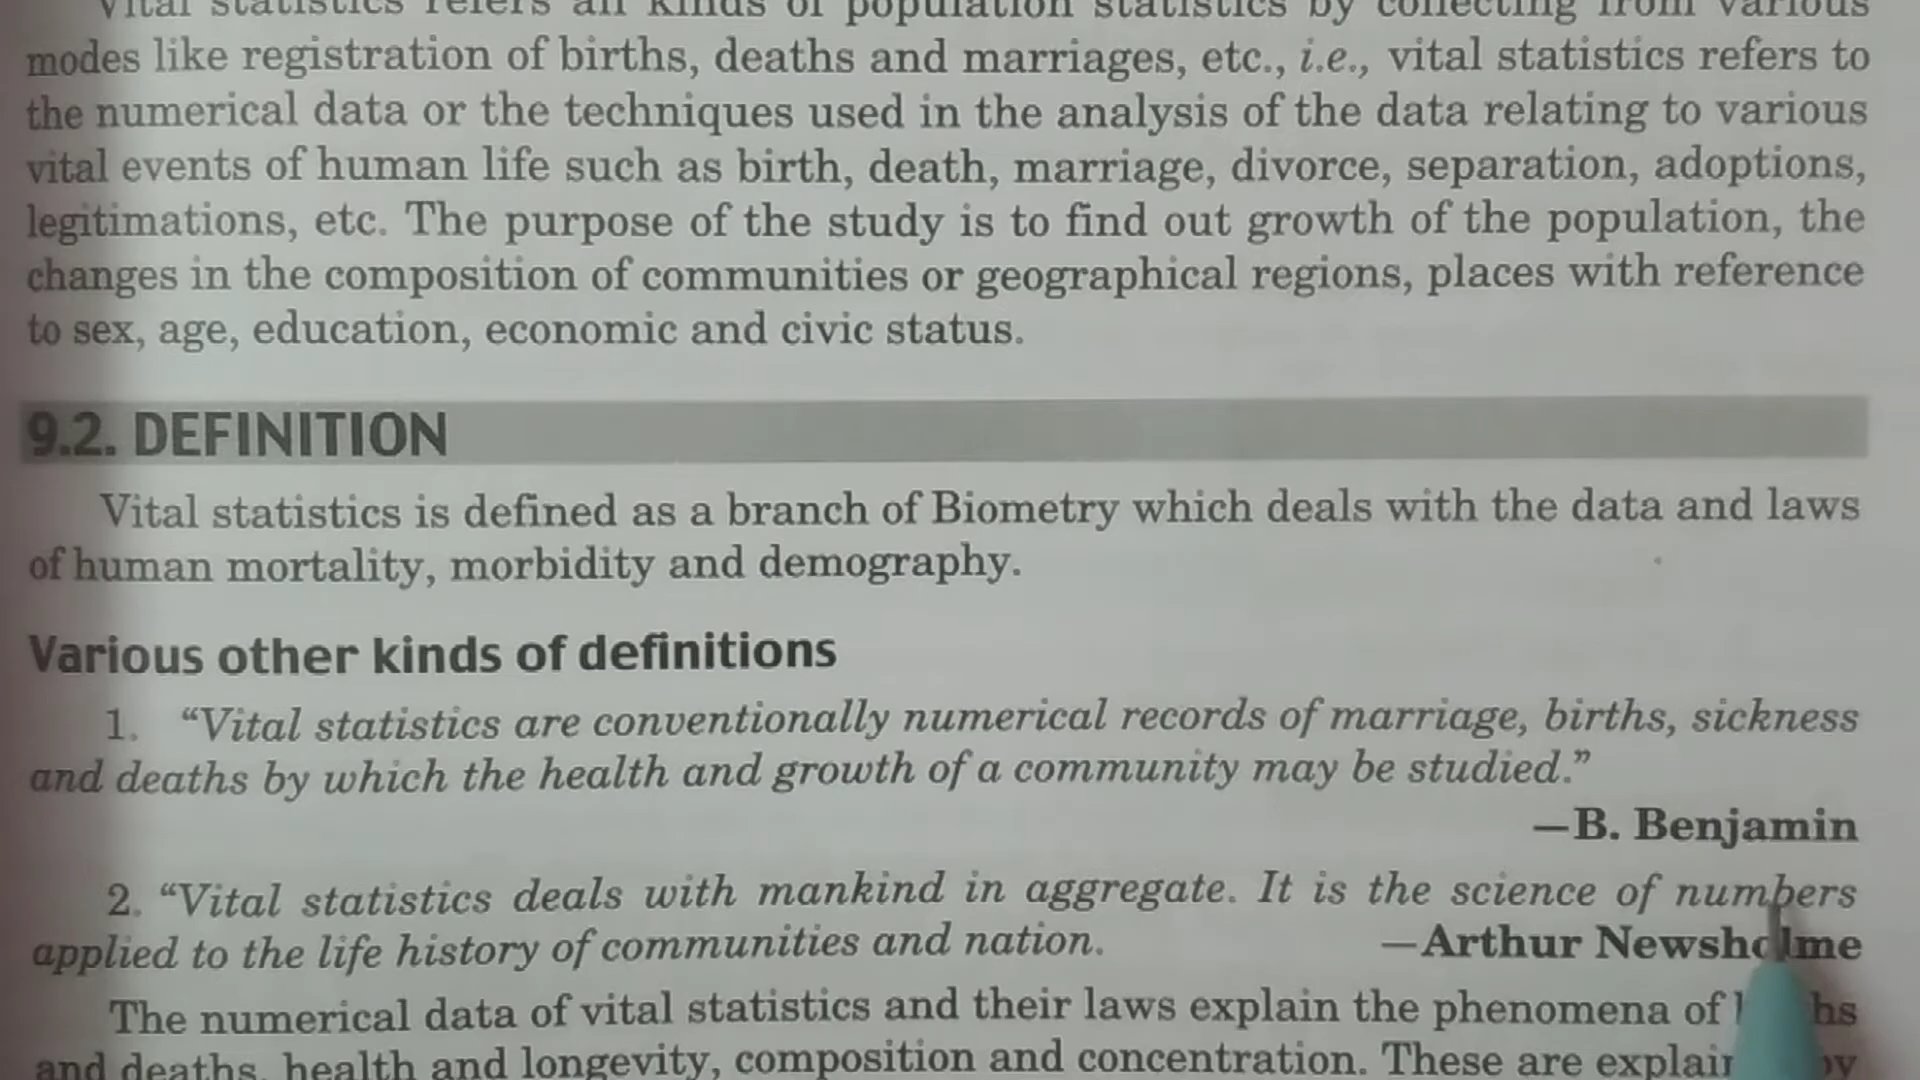 Vital statistics refers all kinds of population statistics by collecting from various
modes like registration of births, deaths and marriages, etc., i.e., vital statistics refers to
the numerical data or the techniques used in the analysis of the data relating to various
vital events of human life such as birth, death, marriage, divorce, separation, adoptions,
legitimations, etc. The purpose of the study is to find out growth of the population, the
changes in the composition of communities or geographical regions, places with reference
to sex, age, education, economic and civic status.
9.2. DEFINITION
Vital statistics is defined as a branch of Biometry which deals with the data and laws
of human mortality, morbidity and demography.
Various other kinds of definitions
1. “Vital statistics are conventionally numerical records of marriage, births, sickness
and deaths by which the health and growth of a community may be studied.”
—B. Benjamin
2. “Vital statistics deals with mankind in aggregate. It is the science of numbers
applied to the life history of communities and nation. —Arthur Newsholme
The numerical data of vital statistics and their laws explain the phenomena of
and deaths, health and longevity, composition and concentration. These are